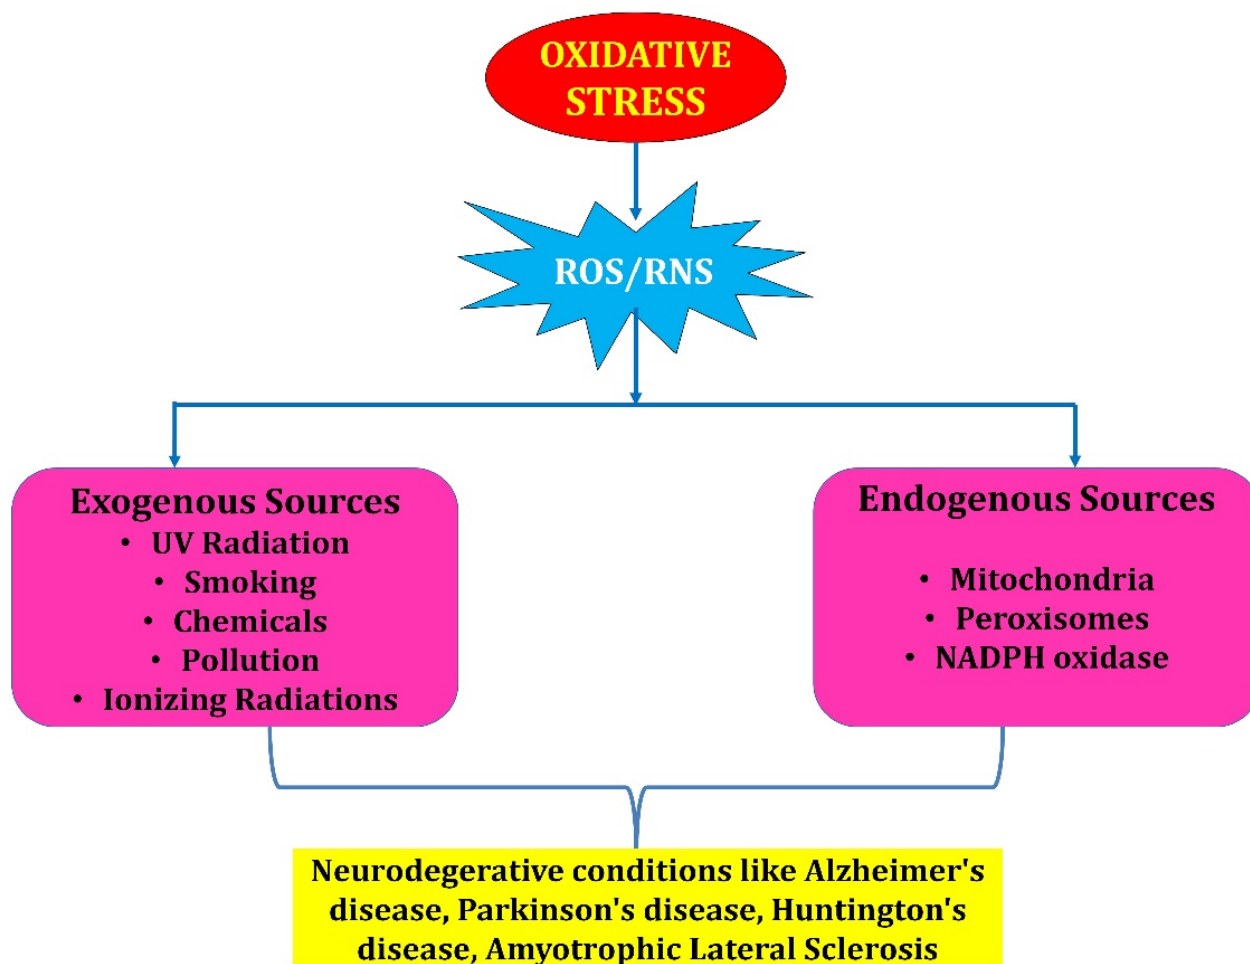 OXIDATIVE
STRESS
ROS/RNS
Exogenous Sources
• UV Radiation
• Smoking
• Chemicals
• Pollution
• Ionizing Radiations
Endogenous Sources
• Mitochondria
• Peroxisomes
• NADPH oxidase
Neurodegerative conditions like Alzheimer's
disease, Parkinson's disease, Huntington's
disease, Amyotrophic Lateral Sclerosis